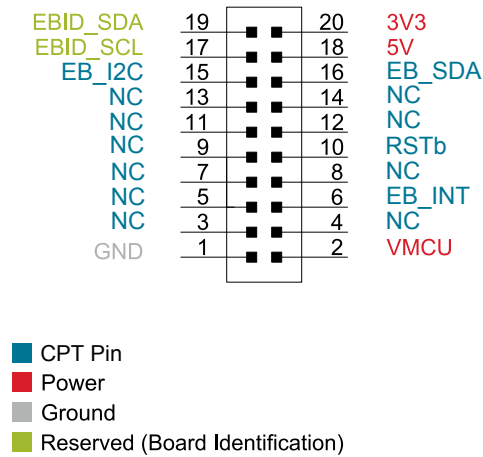 EBID_SDA 19 20 3V3
EBID_SCL 17 18 5V
EB_I2C 15 16 EB_SDA
NC 13 14 NC
NC 11 12 NC
NC 9 10 RSTb
NC 7 8 NC
NC 5 6 EB_INT
NC 3 4 NC
GND 1 2 VMCU
CPT Pin
Power
Ground
Reserved (Board Identification)